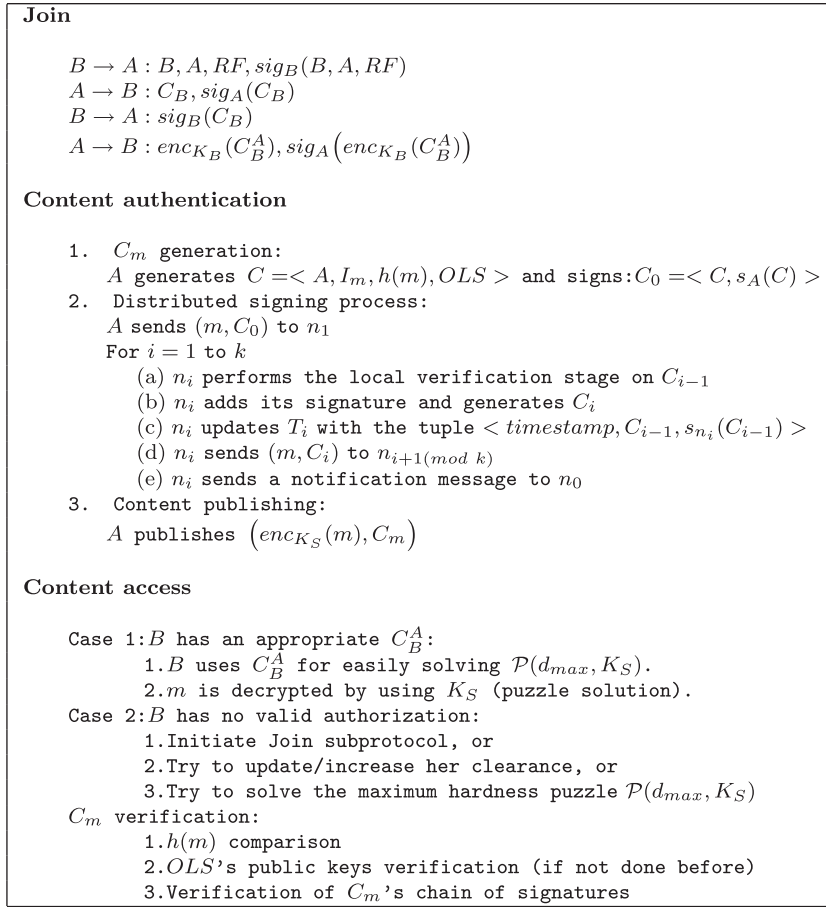 Join
B → A : B, A, RF, sig_B(B, A, RF)
A → B : C_B, sig_A(C_B)
B → A : sig_B(C_B)
A → B : enc_{K_B}(C_B^A), sig_A(enc_{K_B}(C_B^A))
Content authentication
1. C_m generation:
A generates C =< A, I_m, h(m), OLS > and signs:C_0 =< C, s_A(C) >
2. Distributed signing process:
A sends (m, C_0) to n_1
For i = 1 to k
(a) n_i performs the local verification stage on C_{i−1}
(b) n_i adds its signature and generates C_i
(c) n_i updates T_i with the tuple < timestamp, C_{i−1}, s_{n_i}(C_{i−1}) >
(d) n_i sends (m, C_i) to n_{i+1(mod k)}
(e) n_i sends a notification message to n_0
3. Content publishing:
A publishes (enc_{K_S}(m), C_m)
Content access
Case 1:B has an appropriate C_B^A:
1.B uses C_B^A for easily solving P(d_{max}, K_S).
2.m is decrypted by using K_S (puzzle solution).
Case 2:B has no valid authorization:
1.Initiate Join subprotocol, or
2.Try to update/increase her clearance, or
3.Try to solve the maximum hardness puzzle P(d_{max}, K_S)
C_m verification:
1.h(m) comparison
2.OLS's public keys verification (if not done before)
3.Verification of C_m's chain of signatures